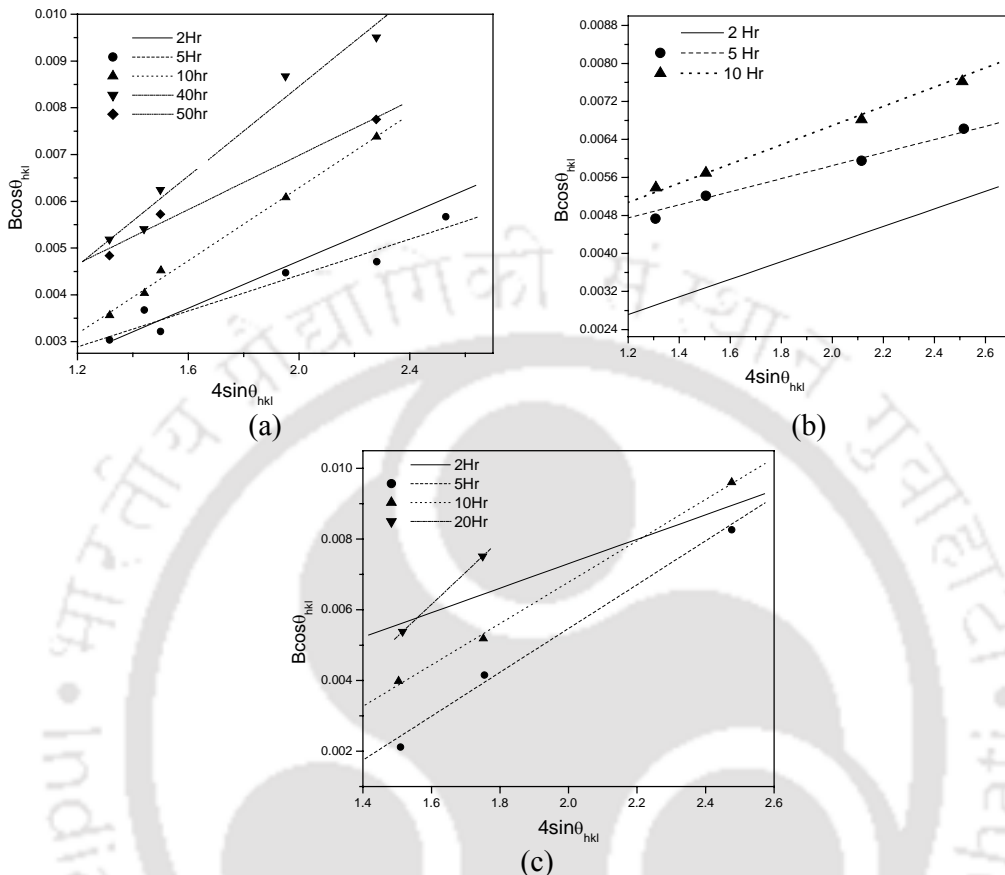 0.010
0.009
0.008
0.007
0.006
0.005
0.004
0.003
Bcosθhkl
2Hr
5Hr
10hr
40hr
50hr
1.2 1.6 2.0 2.4
4sinθhkl
(a)
0.0088
0.0080
0.0072
0.0064
0.0056
0.0048
0.0040
0.0032
0.0024
Bcosθhkl
2 Hr
5 Hr
10 Hr
1.2 1.4 1.6 1.8 2.0 2.2 2.4 2.6
4sinθhkl
(b)
0.010
0.008
0.006
0.004
0.002
Bcosθhkl
2Hr
5Hr
10Hr
20Hr
1.4 1.6 1.8 2.0 2.2 2.4 2.6
4sinθhkl
(c)